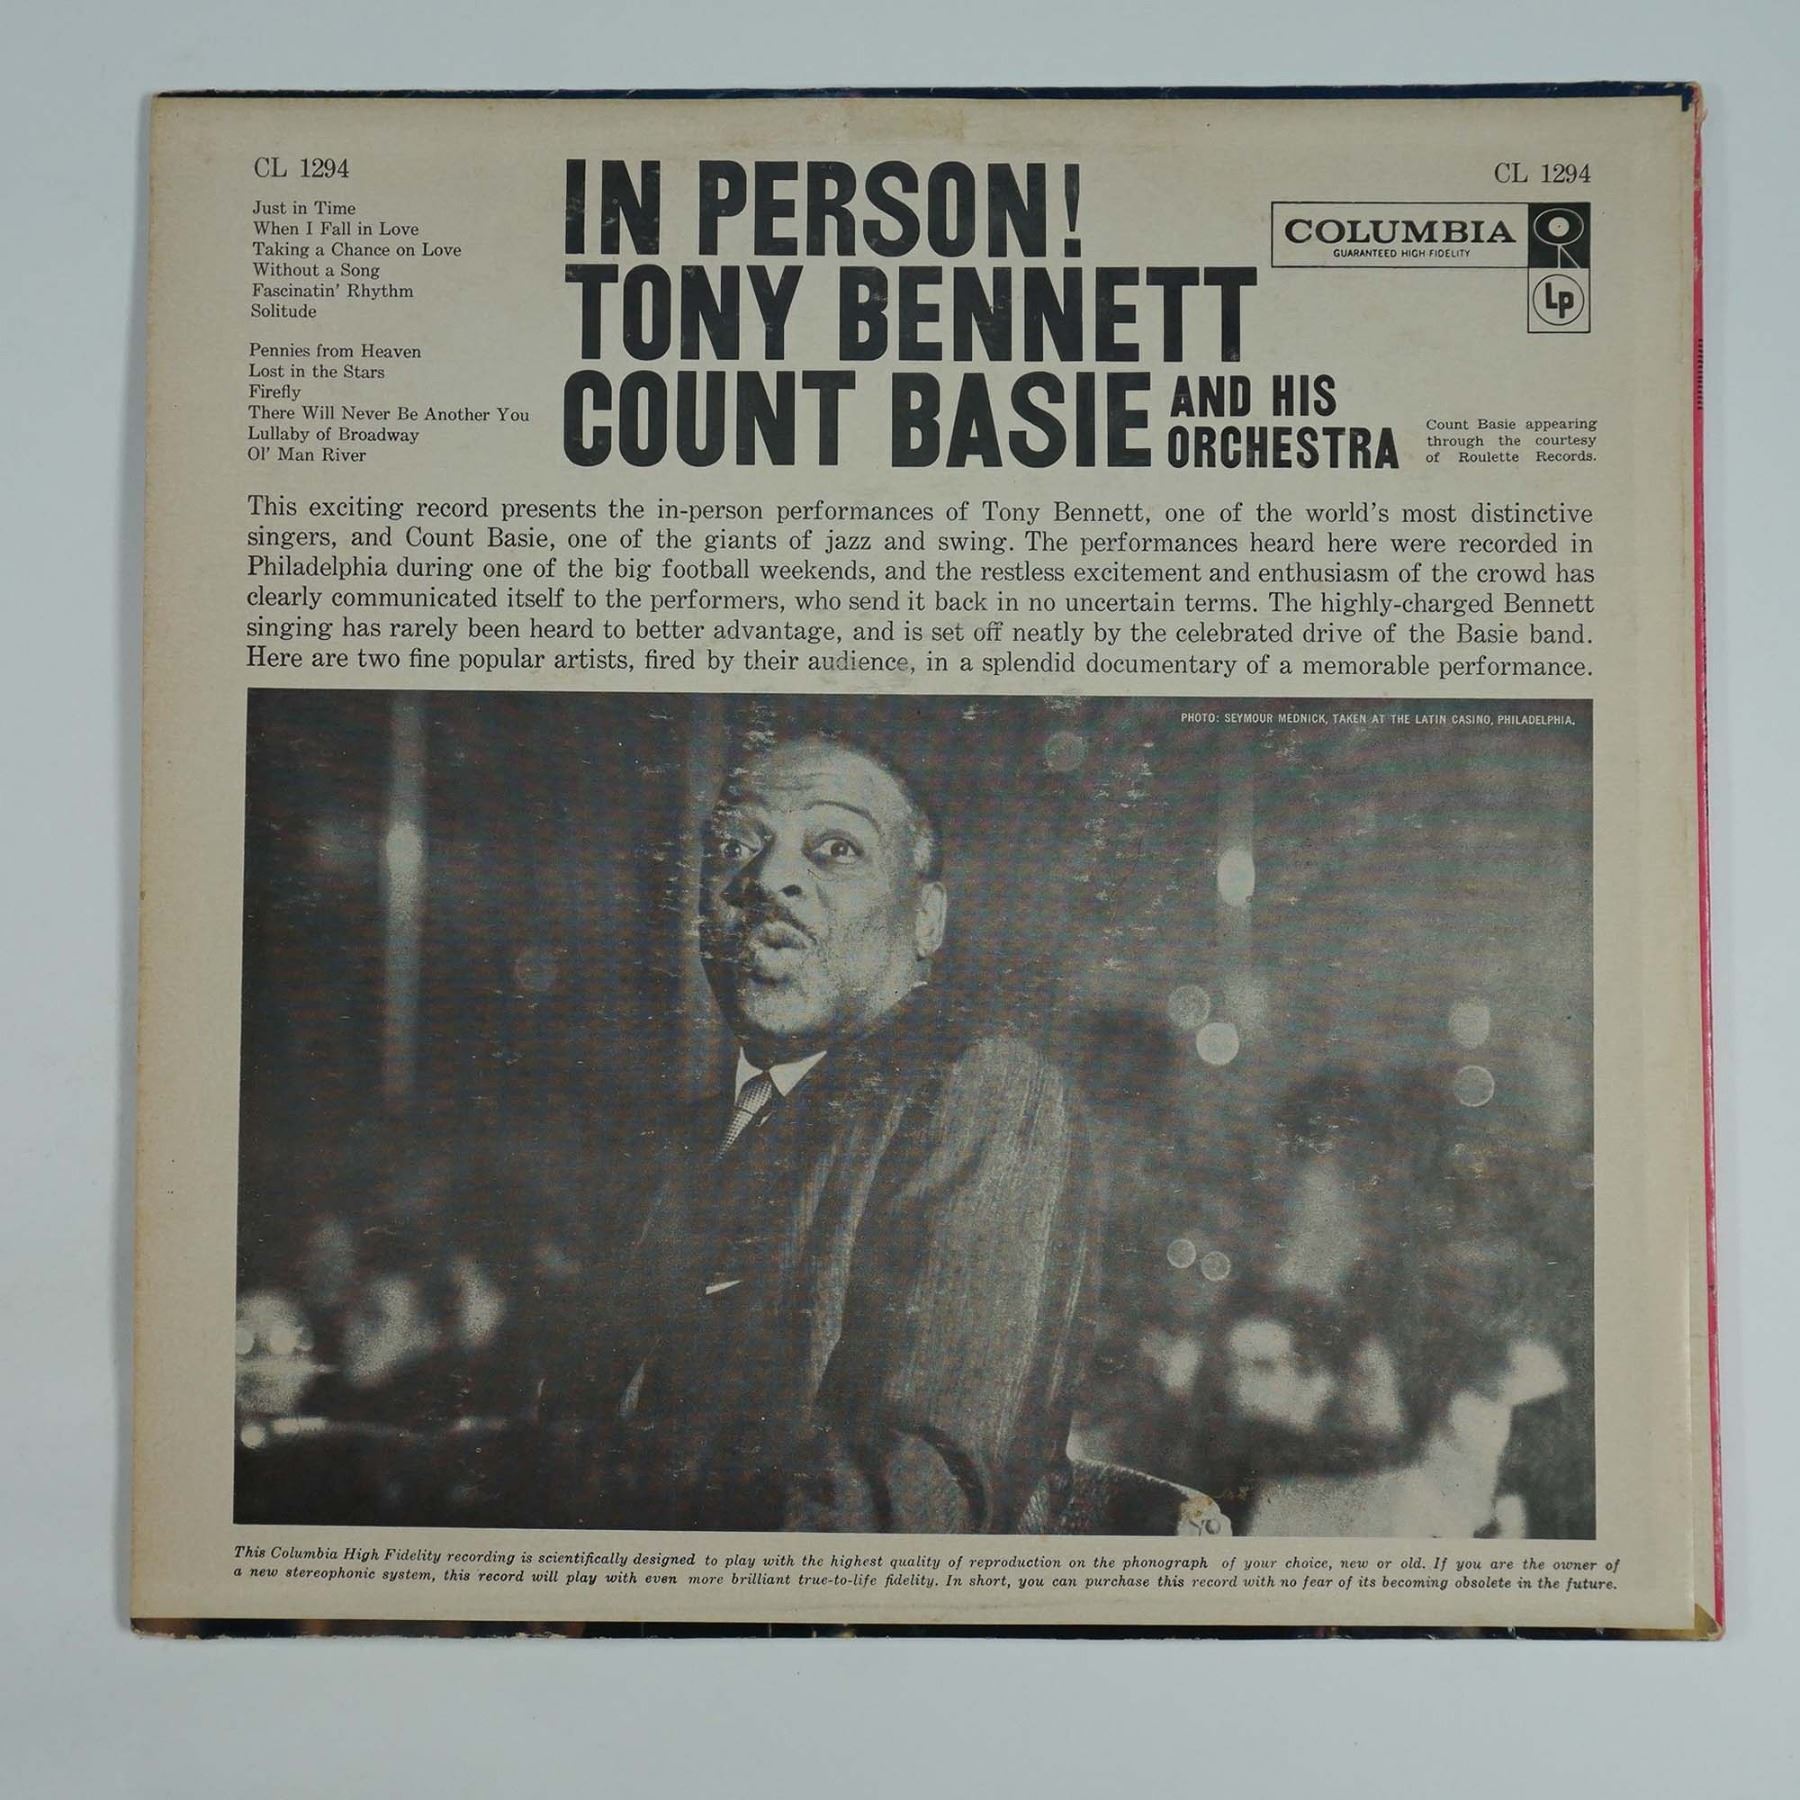 CL 1294
Just in Time
When I Fall in Love
Taking a Chance on Love
Without a Song
Fascinatin' Rhythm
Solitude
Pennies from Heaven
Lost in the Stars
Firefly
There Will Never Be Another You
Lullaby of Broadway
Ol' Man River
IN PERSON!
TONY BENNETT
COUNT BASIE AND HIS
ORCHESTRA
CL 1294
COLUMBIA
GUARANTEED HIGH FIDELITY
LP
Count Basie appearing
through the courtesy
of Roulette Records.
This exciting record presents the in-person performances of Tony Bennett, one of the world's most distinctive
singers, and Count Basie, one of the giants of jazz and swing. The performances heard here were recorded in
Philadelphia during one of the big football weekends, and the restless excitement and enthusiasm of the crowd has
clearly communicated itself to the performers, who send it back in no uncertain terms. The highly-charged Bennett
singing has rarely been heard to better advantage, and is set off neatly by the celebrated drive of the Basie band.
Here are two fine popular artists, fired by their audience, in a splendid documentary of a memorable performance.
PHOTO: SEYMOUR MEDNICK, TAKEN AT THE LATIN CASINO, PHILADELPHIA.
This Columbia High Fidelity recording is scientifically designed to play with the highest quality of reproduction on the phonograph of your choice, new or old. If you are the owner of
a new stereophonic system, this record will play with even more brilliant true-to-life fidelity. In short, you can purchase this record with no fear of its becoming obsolete in the future.